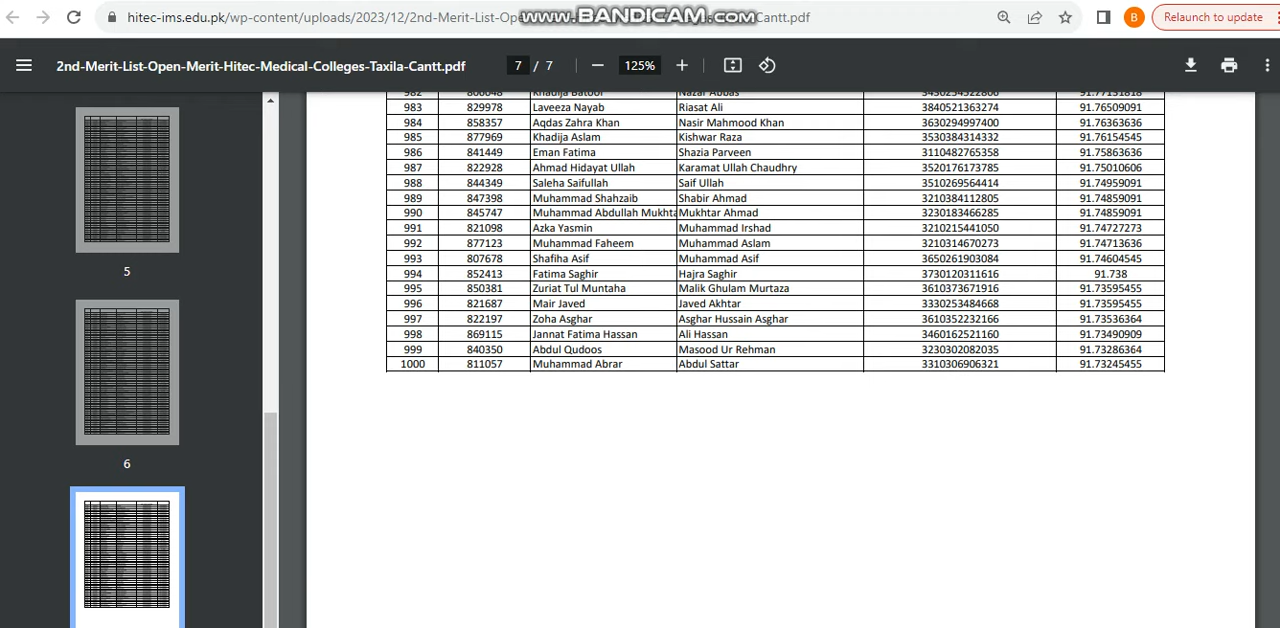 hitec-ims.edu.pk/wp-content/uploads/2023/12/2nd-Merit-List-Ope Cantt.pdf
www.BANDICAM.com
B
Relaunch to update
2nd-Merit-List-Open-Merit-Hitec-Medical-Colleges-Taxila-Cantt.pdf 7 / 7 − 125% +
982
983 829978 Laveeza Nayab Riasat Ali 3840521363274 91.76509091
984 858357 Aqdas Zahra Khan Nasir Mahmood Khan 3630294997400 91.76363636
985 877969 Khadija Aslam Kishwar Raza 3530384314332 91.76154545
986 841449 Eman Fatima Shazia Parveen 3110482765358 91.75863636
987 822928 Ahmad Hidayat Ullah Karamat Ullah Chaudhry 3520176173785 91.75010606
988 844349 Saleha Saifullah Saif Ullah 3510269564414 91.74959091
989 847398 Muhammad Shahzaib Shabir Ahmad 3210384112805 91.74859091
990 845747 Muhammad Abdullah Mukhta Mukhtar Ahmad 3230183466285 91.74859091
991 821098 Azka Yasmin Muhammad Irshad 3210215441050 91.74727273
992 877123 Muhammad Faheem Muhammad Aslam 3210314670273 91.74713636
993 807678 Shafiha Asif Muhammad Asif 3650261903084 91.74604545
994 852413 Fatima Saghir Hajra Saghir 3730120311616 91.738
995 850381 Zuriat Tul Muntaha Malik Ghulam Murtaza 3610373671916 91.73595455
996 821687 Mair Javed Javed Akhtar 3330253484668 91.73595455
997 822197 Zoha Asghar Asghar Hussain Asghar 3610352232166 91.73536364
998 869115 Jannat Fatima Hassan Ali Hassan 3460162521160 91.73490909
999 840350 Abdul Qudoos Masood Ur Rehman 3230302082035 91.73286364
1000 811057 Muhammad Abrar Abdul Sattar 3310306906321 91.73245455
5
6